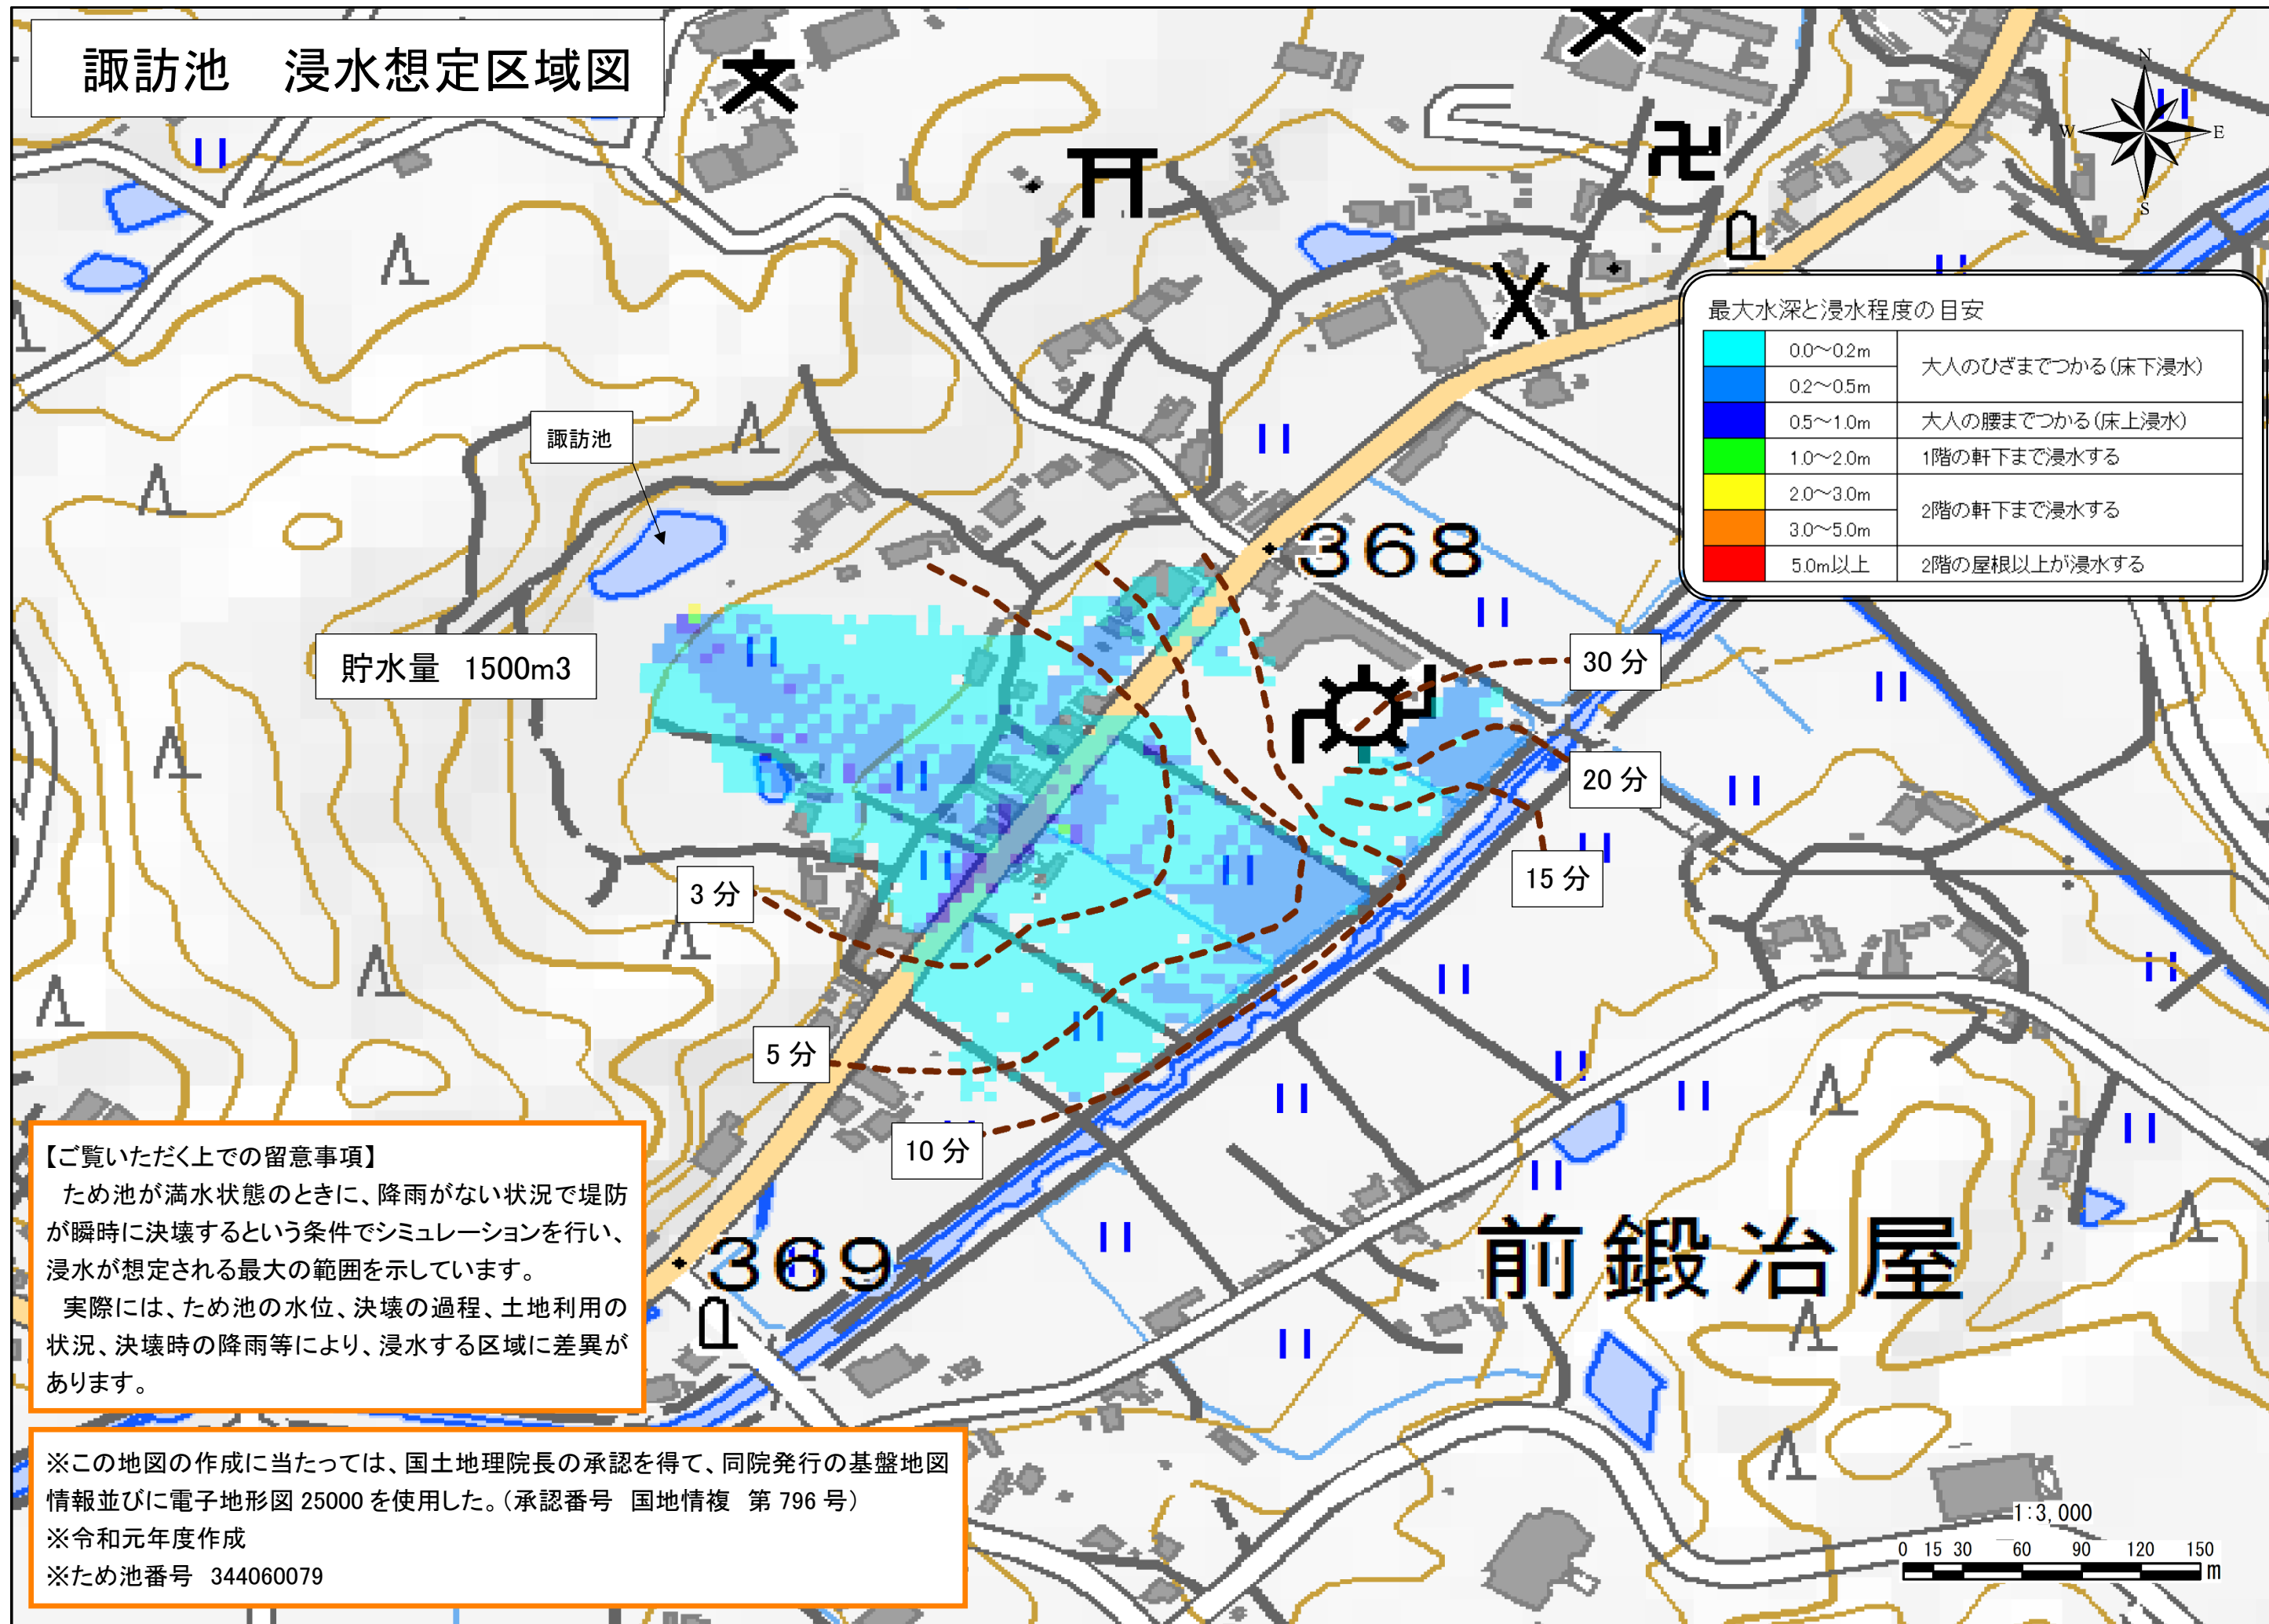 諏訪池　浸水想定区域図
N
W
E
S
最大水深と浸水程度の目安
0.0～0.2m
大人のひざまでつかる(床下浸水)
0.2～0.5m
0.5～1.0m
大人の腰までつかる(床上浸水)
1.0～2.0m
1階の軒下まで浸水する
2.0～3.0m
2階の軒下まで浸水する
3.0～5.0m
5.0m以上
2階の屋根以上が浸水する
諏訪池
368
貯水量　1500m3
30 分
20 分
15 分
3 分
5 分
10 分
369
前鍛冶屋
【ご覧いただく上での留意事項】
ため池が満水状態のときに、降雨がない状況で堤防
が瞬時に決壊するという条件でシミュレーションを行い、
浸水が想定される最大の範囲を示しています。
実際には、ため池の水位、決壊の過程、土地利用の
状況、決壊時の降雨等により、浸水する区域に差異が
あります。
※この地図の作成に当たっては、国土地理院長の承認を得て、同院発行の基盤地図
情報並びに電子地形図 25000 を使用した。（承認番号　国地情複　第 796 号）
※令和元年度作成
※ため池番号　344060079
1:3,000
0 15 30 60 90 120 150
m